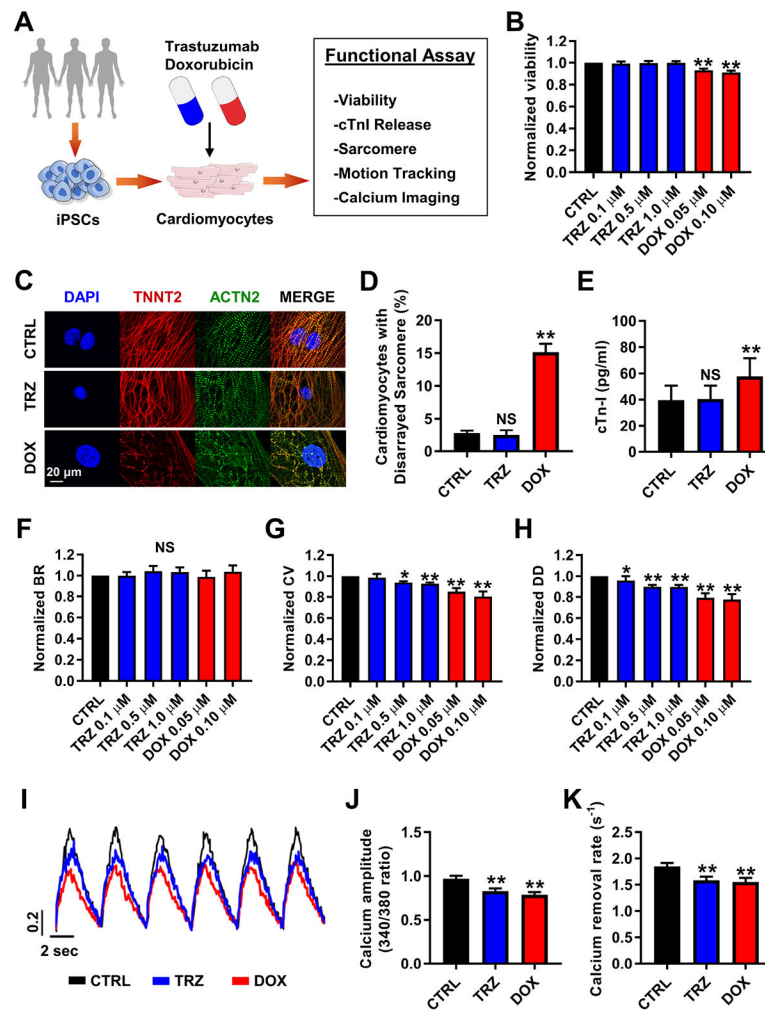 A
Trastuzumab
Doxorubicin
iPSCs
Cardiomyocytes
Functional Assay
-Viability
-cTnI Release
-Sarcomere
-Motion Tracking
-Calcium Imaging
B
Normalized viability
1.2
1.0
0.8
0.6
0.4
0.2
0.0
** **
CTRL
TRZ 0.1 μM
TRZ 0.5 μM
TRZ 1.0 μM
DOX 0.05 μM
DOX 0.10 μM
C
DAPI TNNT2 ACTN2 MERGE
CTRL
TRZ
DOX
20 μm
D
Cardiomyocytes with
Disarrayed Sarcomere (%)
20
15
10
5
0
NS
**
CTRL
TRZ
DOX
E
cTn-I (pg/ml)
100
80
60
40
20
0
NS
**
CTRL
TRZ
DOX
F
Normalized BR
1.4
1.2
1.0
0.8
0.6
0.4
0.2
0.0
NS
CTRL
TRZ 0.1 μM
TRZ 0.5 μM
TRZ 1.0 μM
DOX 0.05 μM
DOX 0.10 μM
G
Normalized CV
1.4
1.2
1.0
0.8
0.6
0.4
0.2
0.0
* ** ** **
CTRL
TRZ 0.1 μM
TRZ 0.5 μM
TRZ 1.0 μM
DOX 0.05 μM
DOX 0.10 μM
H
Normalized DD
1.4
1.2
1.0
0.8
0.6
0.4
0.2
0.0
* ** ** ** **
CTRL
TRZ 0.1 μM
TRZ 0.5 μM
TRZ 1.0 μM
DOX 0.05 μM
DOX 0.10 μM
I
0.2
2 sec
CTRL TRZ DOX
J
Calcium amplitude
(340/380 ratio)
1.5
1.0
0.5
0.0
** **
CTRL
TRZ
DOX
K
Calcium removal rate (s⁻¹)
2.5
2.0
1.5
1.0
0.5
0.0
** **
CTRL
TRZ
DOX